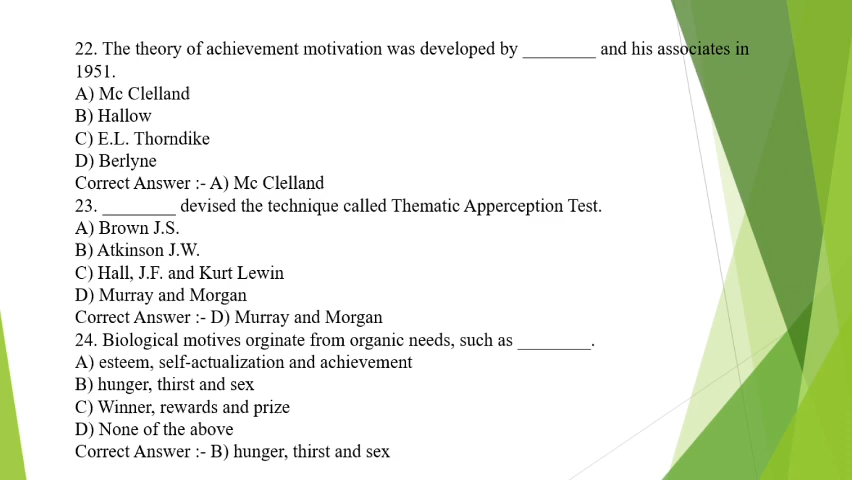 22. The theory of achievement motivation was developed by ________ and his associates in
1951.
A) Mc Clelland
B) Hallow
C) E.L. Thorndike
D) Berlyne
Correct Answer :- A) Mc Clelland
23. ________ devised the technique called Thematic Apperception Test.
A) Brown J.S.
B) Atkinson J.W.
C) Hall, J.F. and Kurt Lewin
D) Murray and Morgan
Correct Answer :- D) Murray and Morgan
24. Biological motives orginate from organic needs, such as ________.
A) esteem, self-actualization and achievement
B) hunger, thirst and sex
C) Winner, rewards and prize
D) None of the above
Correct Answer :- B) hunger, thirst and sex